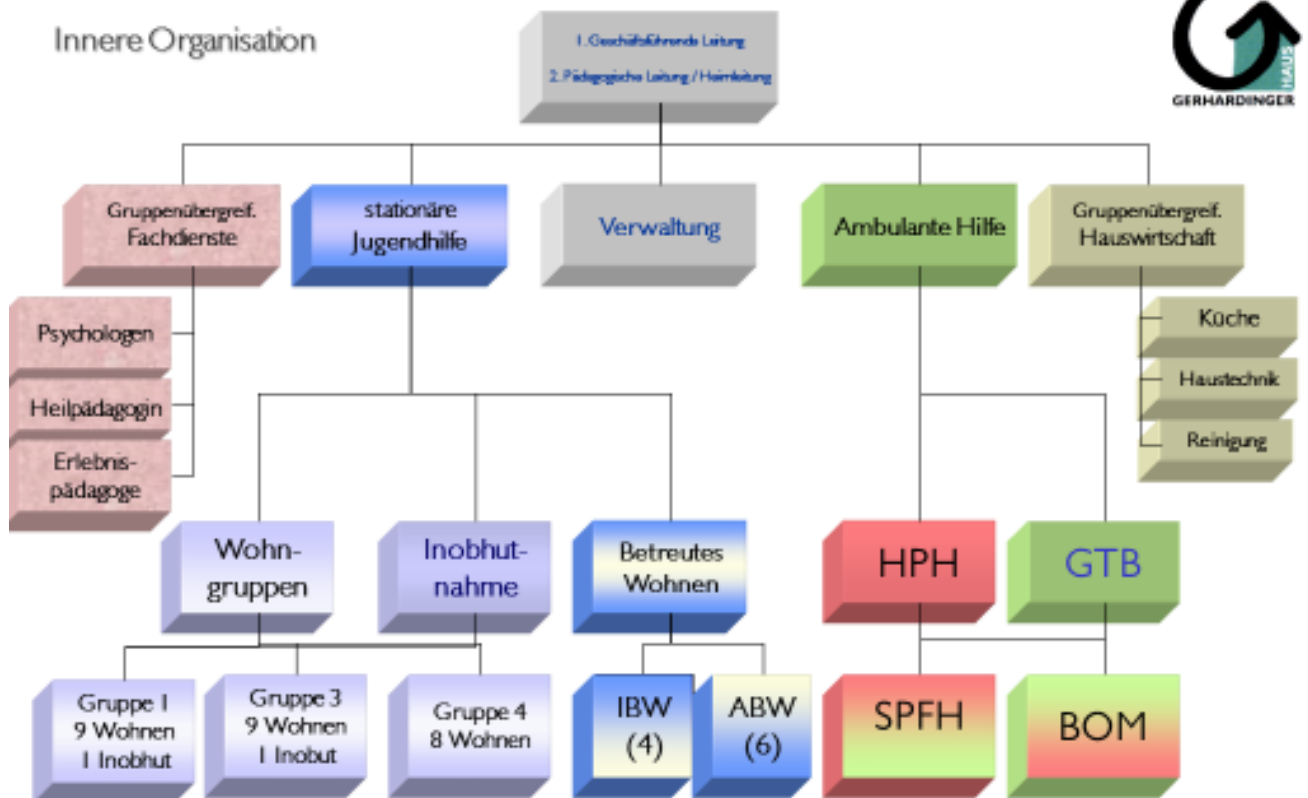 Innere Organisation
1. Geschäftsführende Leitung
2. Pädagogische Leitung / Heimleitung
HAUS
GERHARDINGER
Gruppenübergreif.
Fachdienste
stationäre
Jugendhilfe
Verwaltung
Ambulante Hilfe
Gruppenübergreif.
Hauswirtschaft
Psychologen
Heilpädagogin
Erlebnis-
pädagoge
Küche
Haustechnik
Reinigung
Wohn-
gruppen
Inobhut-
nahme
Betreutes
Wohnen
HPH
GTB
Gruppe 1
9 Wohnen
1 Inobhut
Gruppe 3
9 Wohnen
1 Inobut
Gruppe 4
8 Wohnen
IBW
(4)
ABW
(6)
SPFH
BOM